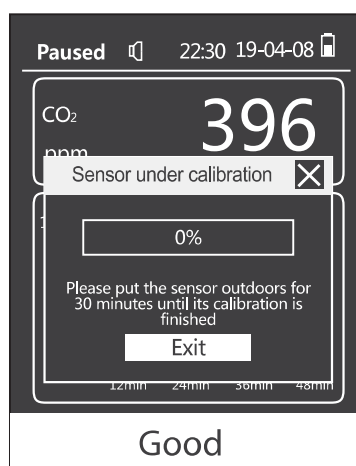 Paused 22:30 19-04-08
CO₂ 396
ppm
Sensor under calibration
0%
Please put the sensor outdoors for
30 minutes until its calibration is
finished
Exit
12min 24min 36min 48min
Good